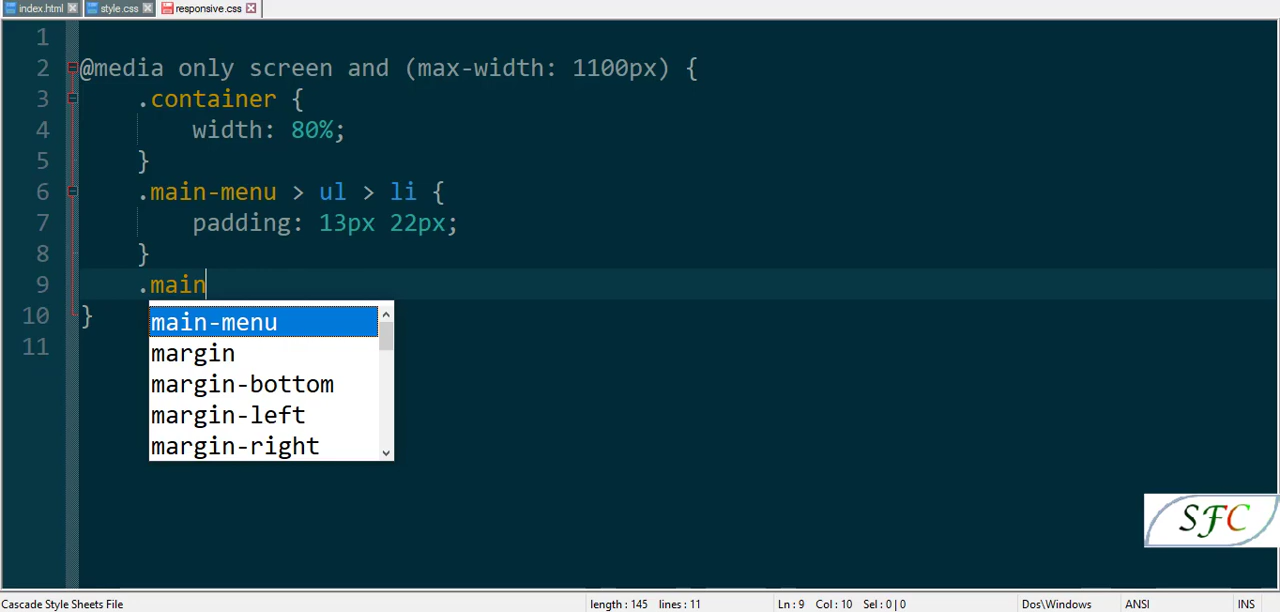 index.html style.css responsive.css
1
2 @media only screen and (max-width: 1100px) {
3 .container {
4 width: 80%;
5 }
6 .main-menu > ul > li {
7 padding: 13px 22px;
8 }
9 .main
10 }
11
main-menu
margin
margin-bottom
margin-left
margin-right
SFC
Cascade Style Sheets File length : 145 lines : 11 Ln : 9 Col : 10 Sel : 0 | 0 Dos\Windows ANSI INS